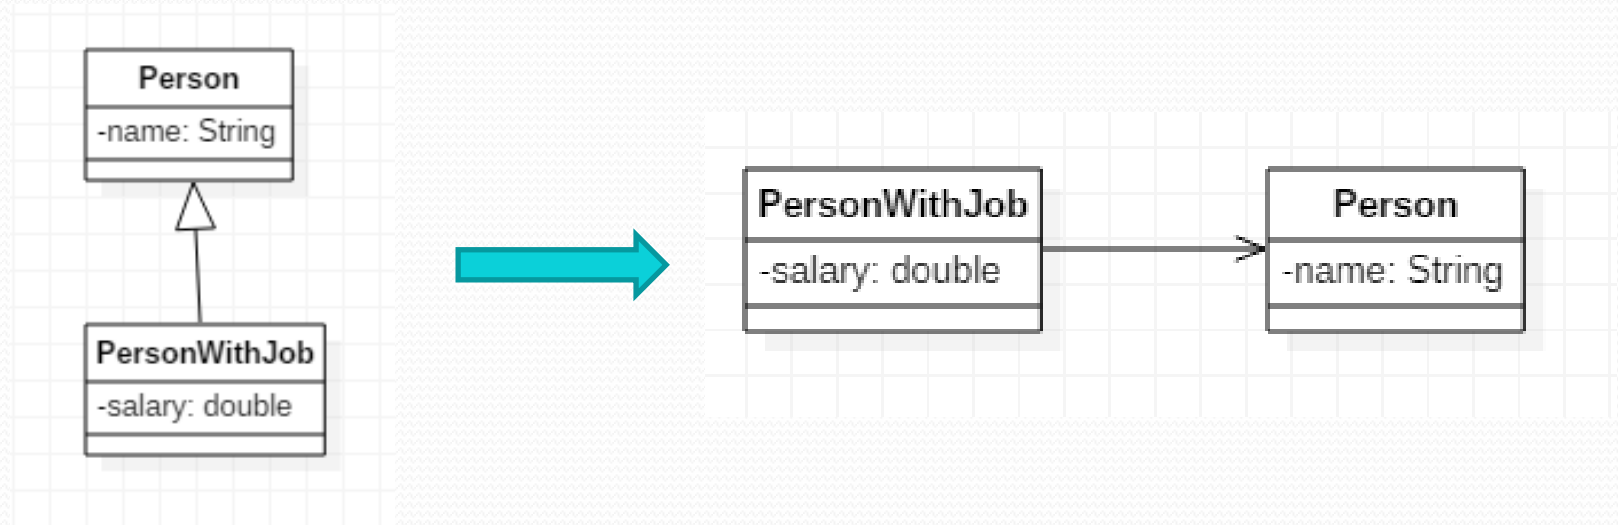 Person
-name: String
PersonWithJob
-salary: double
PersonWithJob
-salary: double
Person
-name: String